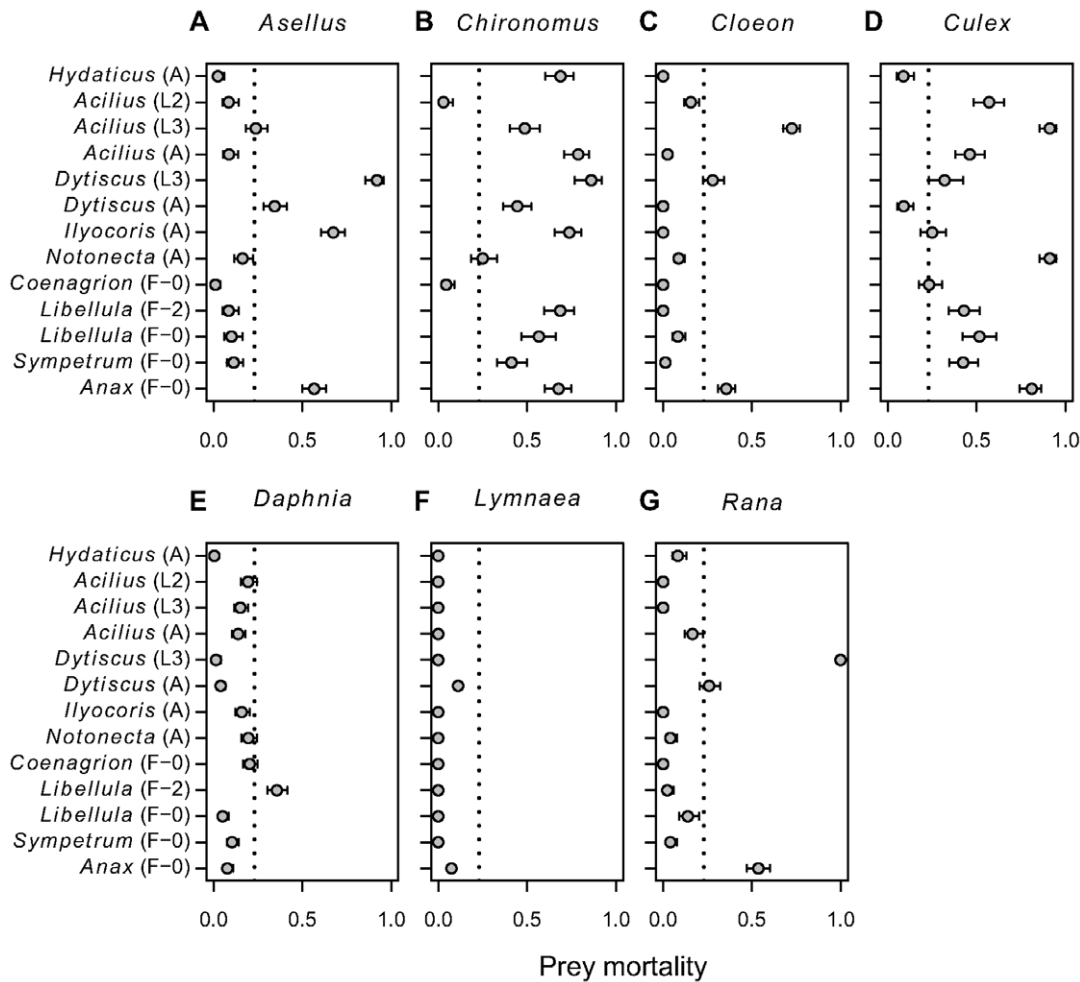 A Asellus B Chironomus C Cloeon D Culex
Hydaticus (A)
Acilius (L2)
Acilius (L3)
Acilius (A)
Dytiscus (L3)
Dytiscus (A)
Ilyocoris (A)
Notonecta (A)
Coenagrion (F−0)
Libellula (F−2)
Libellula (F−0)
Sympetrum (F−0)
Anax (F−0)
0.0 0.5 1.0 0.0 0.5 1.0 0.0 0.5 1.0 0.0 0.5 1.0
E Daphnia F Lymnaea G Rana
Hydaticus (A)
Acilius (L2)
Acilius (L3)
Acilius (A)
Dytiscus (L3)
Dytiscus (A)
Ilyocoris (A)
Notonecta (A)
Coenagrion (F−0)
Libellula (F−2)
Libellula (F−0)
Sympetrum (F−0)
Anax (F−0)
0.0 0.5 1.0 0.0 0.5 1.0 0.0 0.5 1.0
Prey mortality